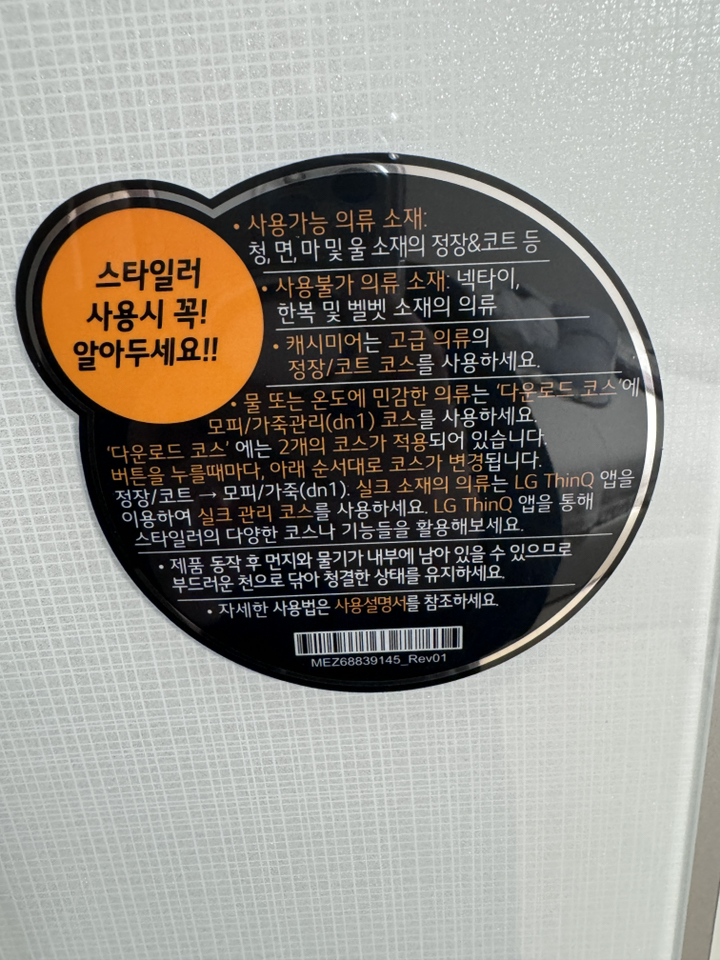 스타일러
사용시 꼭!
알아두세요!!
• 사용가능 의류 소재:
청, 면, 마 및 울 소재의 정장&코트 등
• 사용불가 의류 소재: 넥타이,
한복 및 벨벳 소재의 의류
• 캐시미어는 고급 의류의
정장/코트 코스를 사용하세요.
• 물 또는 온도에 민감한 의류는 '다운로드 코스'에
모피/가죽관리(dn1) 코스를 사용하세요.
'다운로드 코스' 에는 2개의 코스가 적용되어 있습니다.
버튼을 누를때마다, 아래 순서대로 코스가 변경됩니다.
정장/코트 → 모피/가죽(dn1). 실크 소재의 의류는 LG ThinQ 앱을
이용하여 실크 관리 코스를 사용하세요. LG ThinQ 앱을 통해
스타일러의 다양한 코스나 기능들을 활용해보세요.
• 제품 동작 후 먼지와 물기가 내부에 남아 있을 수 있으므로
부드러운 천으로 닦아 청결한 상태를 유지하세요.
• 자세한 사용법은 사용설명서를 참조하세요.
MEZ68839145_Rev01